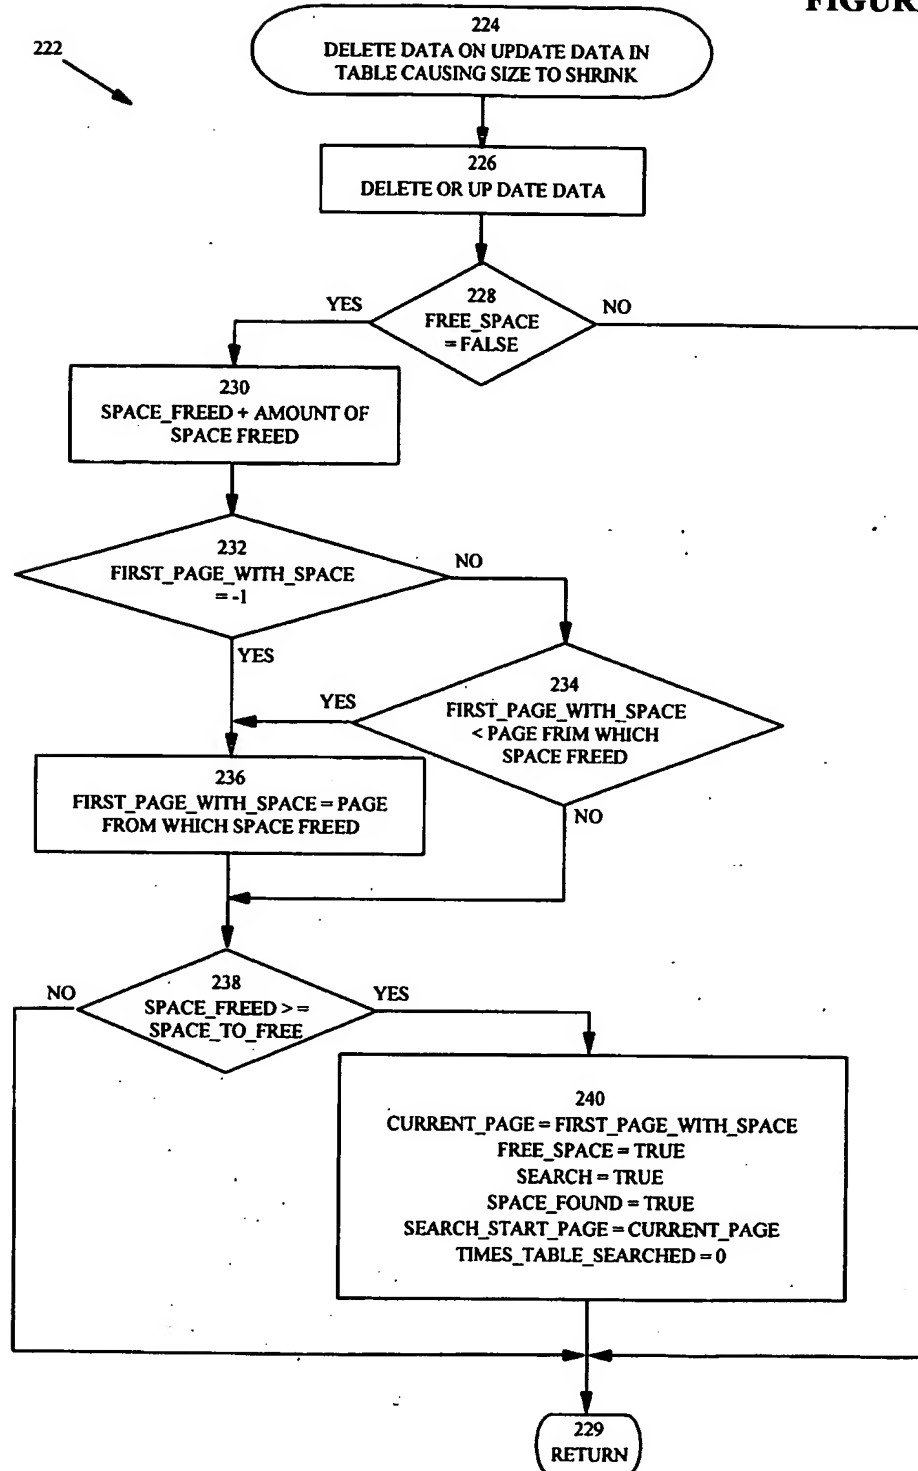 FIGUR
222
224
DELETE DATA ON UPDATE DATA IN
TABLE CAUSING SIZE TO SHRINK
226
DELETE OR UP DATE DATA
228
FREE_SPACE
= FALSE
YES
NO
230
SPACE_FREED + AMOUNT OF
SPACE FREED
232
FIRST_PAGE_WITH_SPACE
= -1
NO
YES
234
FIRST_PAGE_WITH_SPACE
< PAGE FRIM WHICH
SPACE FREED
YES
NO
236
FIRST_PAGE_WITH_SPACE = PAGE
FROM WHICH SPACE FREED
238
SPACE_FREED > =
SPACE_TO_FREE
NO
YES
240
CURRENT_PAGE = FIRST_PAGE_WITH_SPACE
FREE_SPACE = TRUE
SEARCH = TRUE
SPACE_FOUND = TRUE
SEARCH_START_PAGE = CURRENT_PAGE
TIMES_TABLE_SEARCHED = 0
229
RETURN